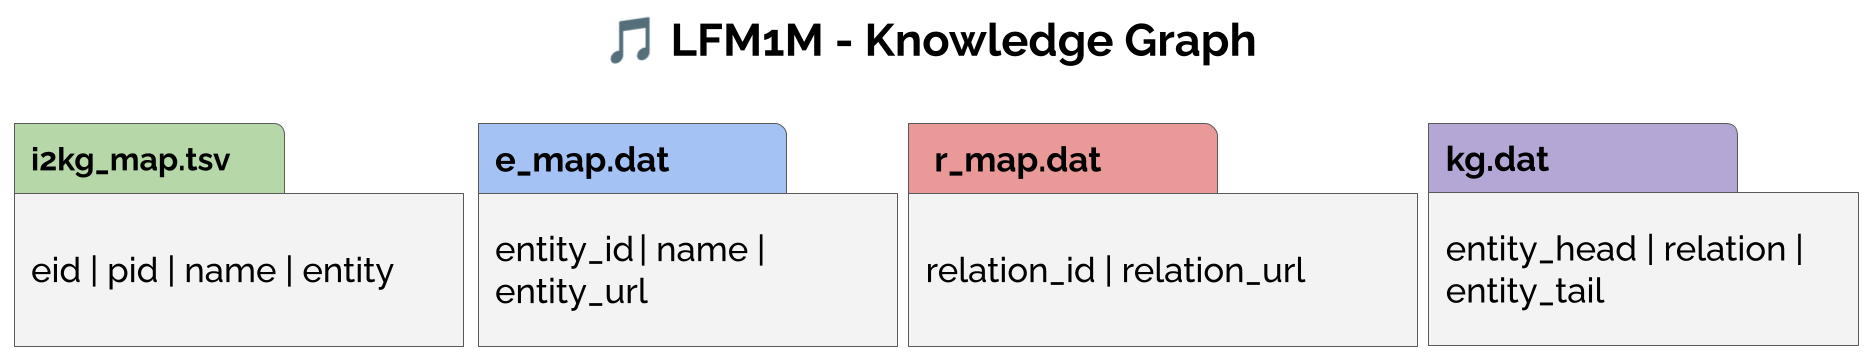 🎵 LFM1M - Knowledge Graph
i2kg_map.tsv
eid | pid | name | entity
e_map.dat
entity_id | name |
entity_url
r_map.dat
relation_id | relation_url
kg.dat
entity_head | relation |
entity_tail